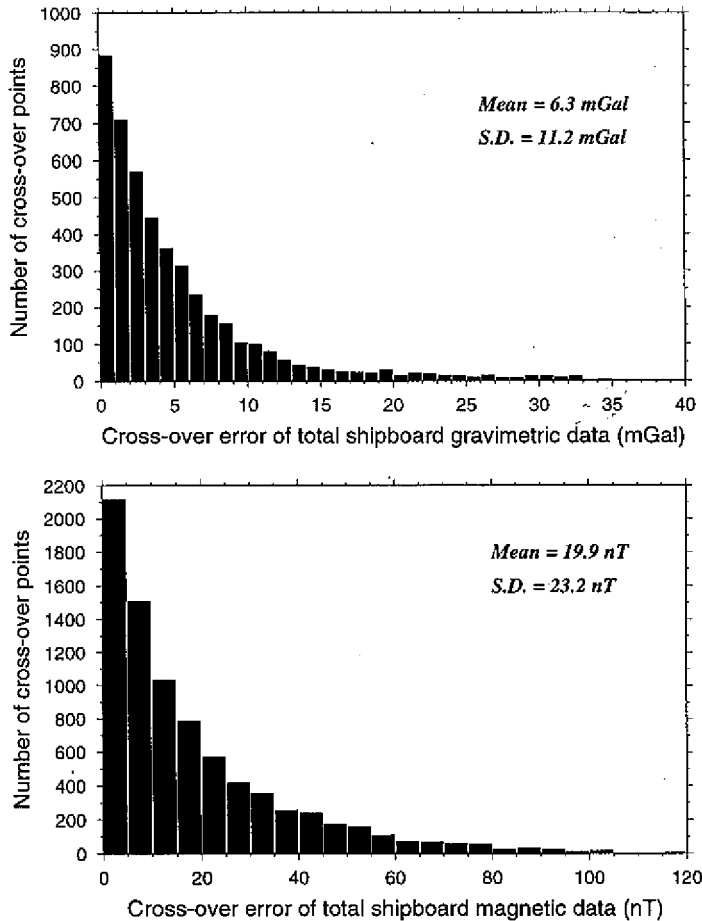 1000
900
800
700
600
500
400
300
200
100
0
Number of cross-over points
Mean = 6.3 mGal
S.D. = 11.2 mGal
0 5 10 15 20 25 30 35 40
Cross-over error of total shipboard gravimetric data (mGal)
2200
2000
1800
1600
1400
1200
1000
800
600
400
200
0
Number of cross-over points
Mean = 19.9 nT
S.D. = 23.2 nT
0 20 40 60 80 100 120
Cross-over error of total shipboard magnetic data (nT)